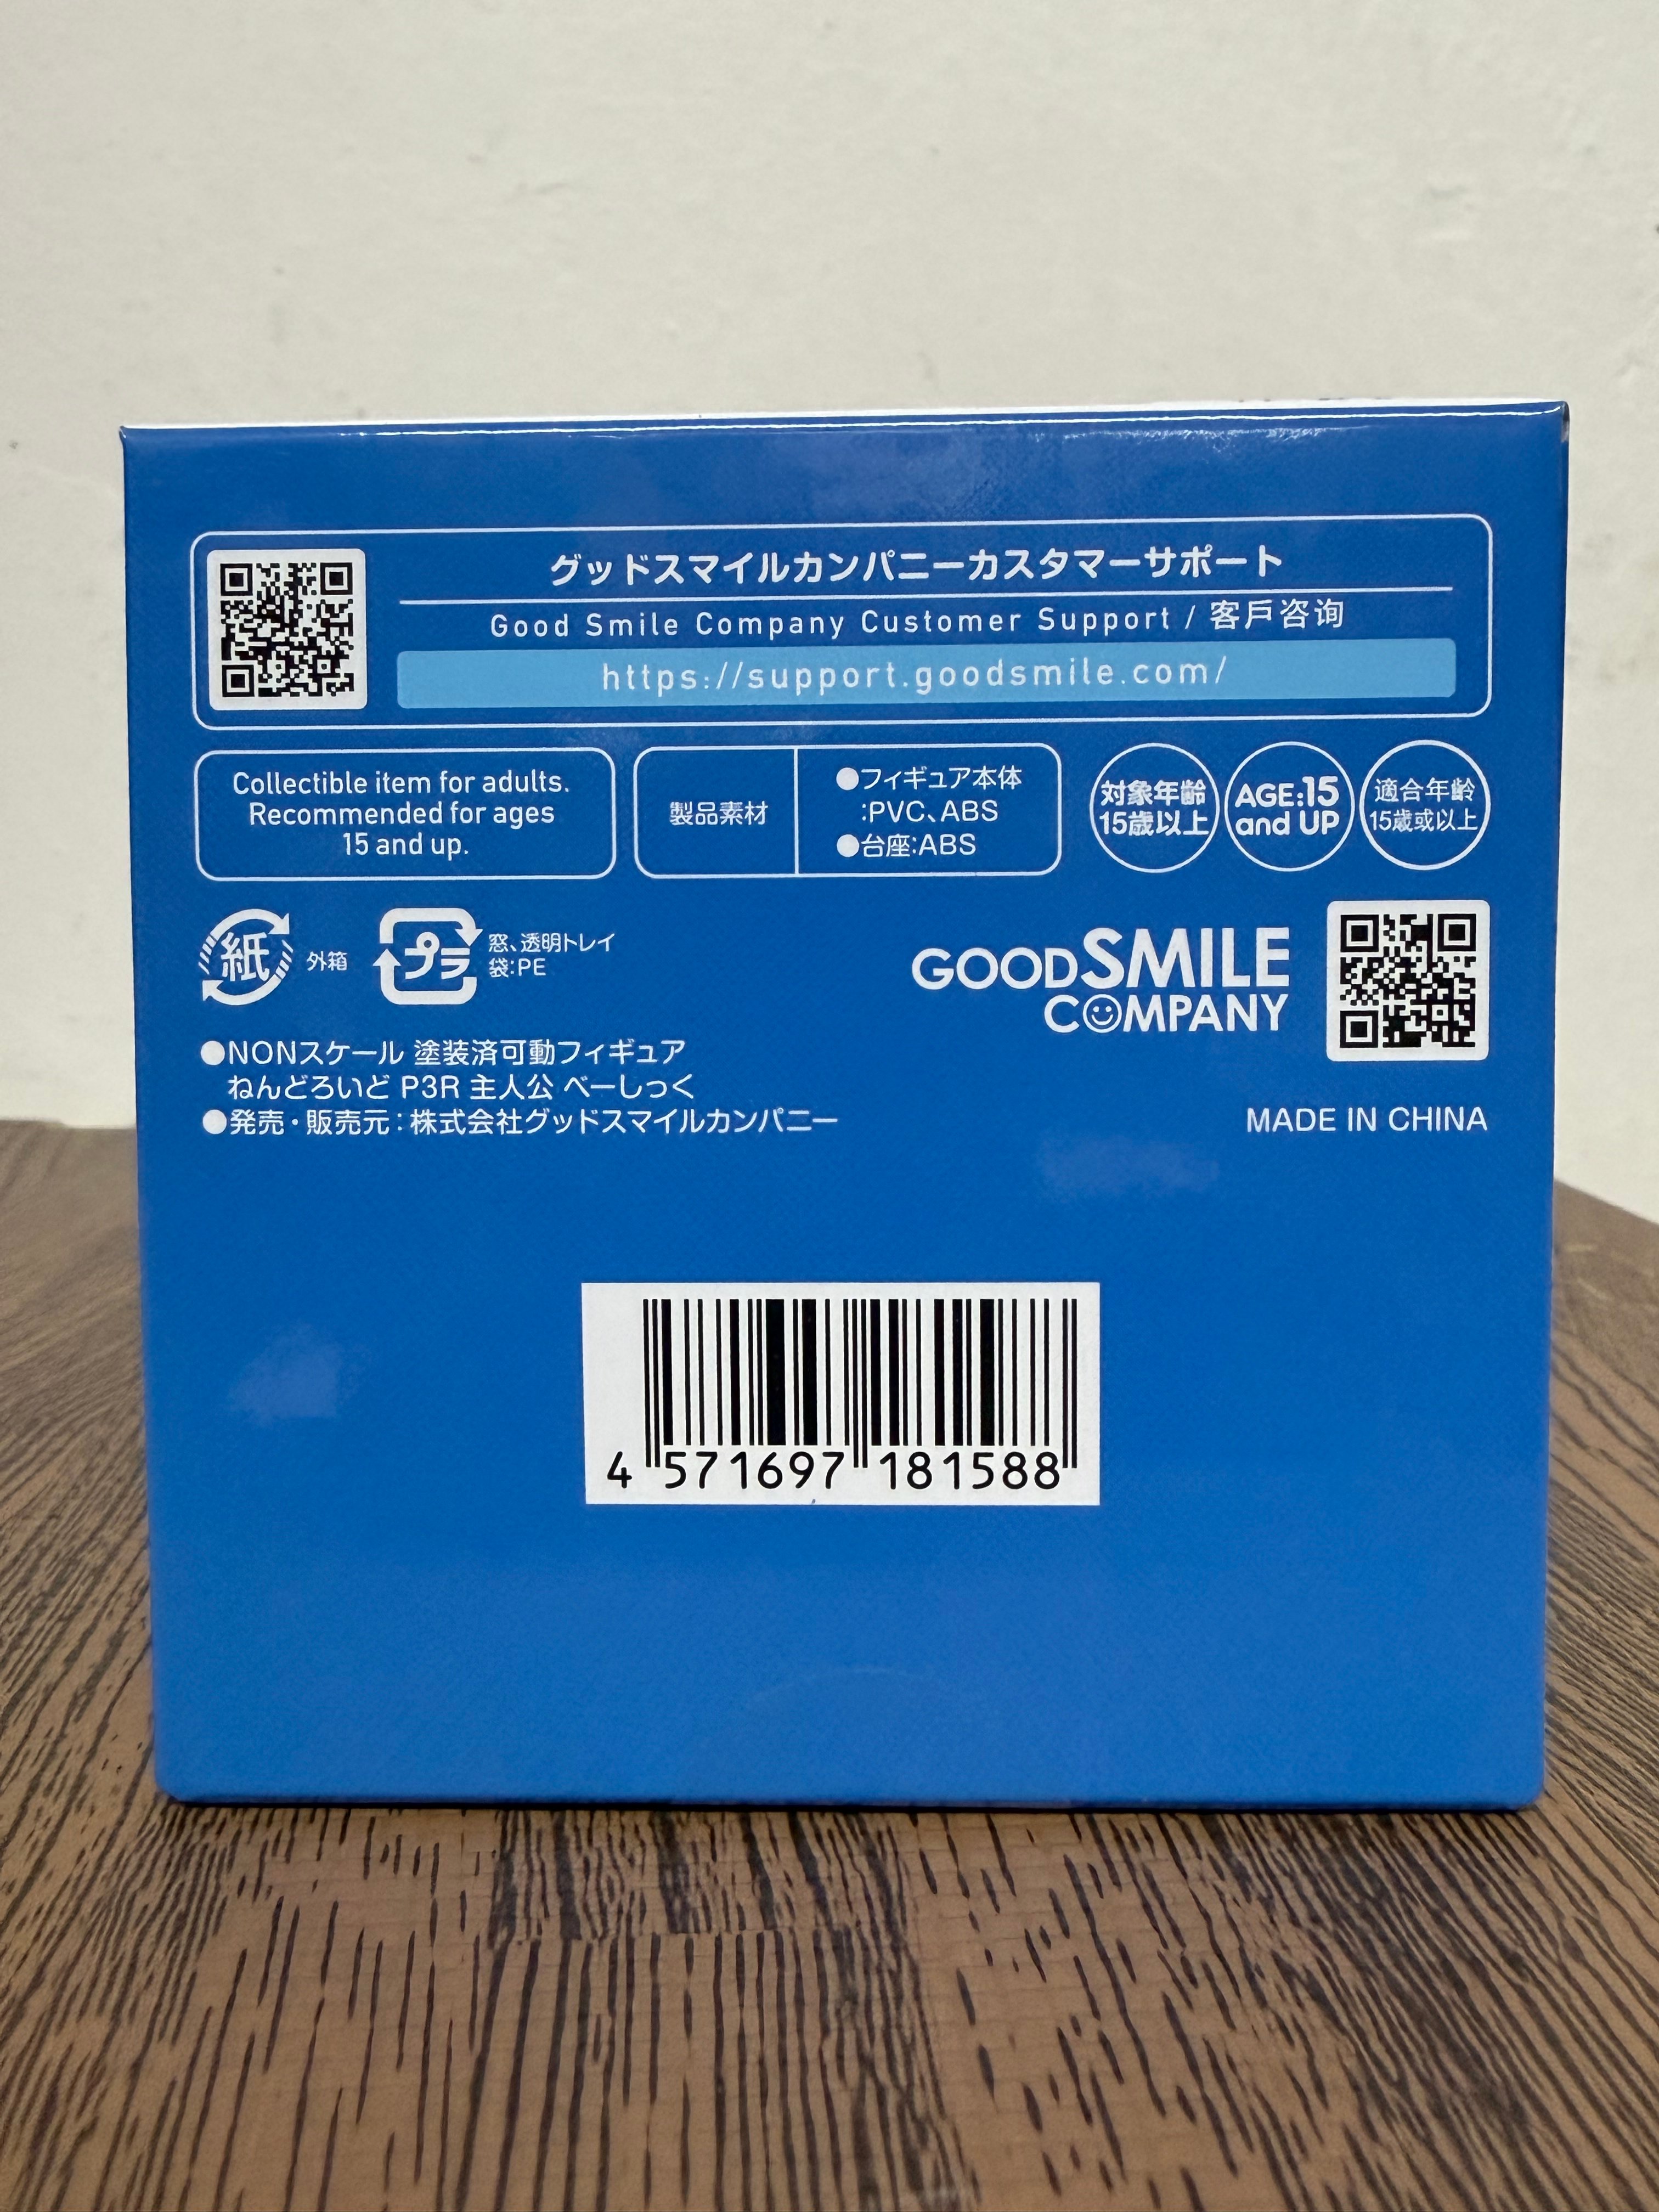 グッドスマイルカンパニーカスタマーサポート
Good Smile Company Customer Support / 客戶咨询
https://support.goodsmile.com/
Collectible item for adults.
Recommended for ages
15 and up.
製品素材
●フィギュア本体
:PVC、ABS
●台座:ABS
対象年齢
15歳以上
AGE:15
and UP
適合年齡
15歳或以上
紙
外箱
プラ
窓、透明トレイ
袋:PE
GOODSMILE
COMPANY
●NONスケール 塗装済可動フィギュア
ねんどろいど P3R 主人公 べーしっく
●発売・販売元:株式会社グッドスマイルカンパニー
MADE IN CHINA
4 571697 181588